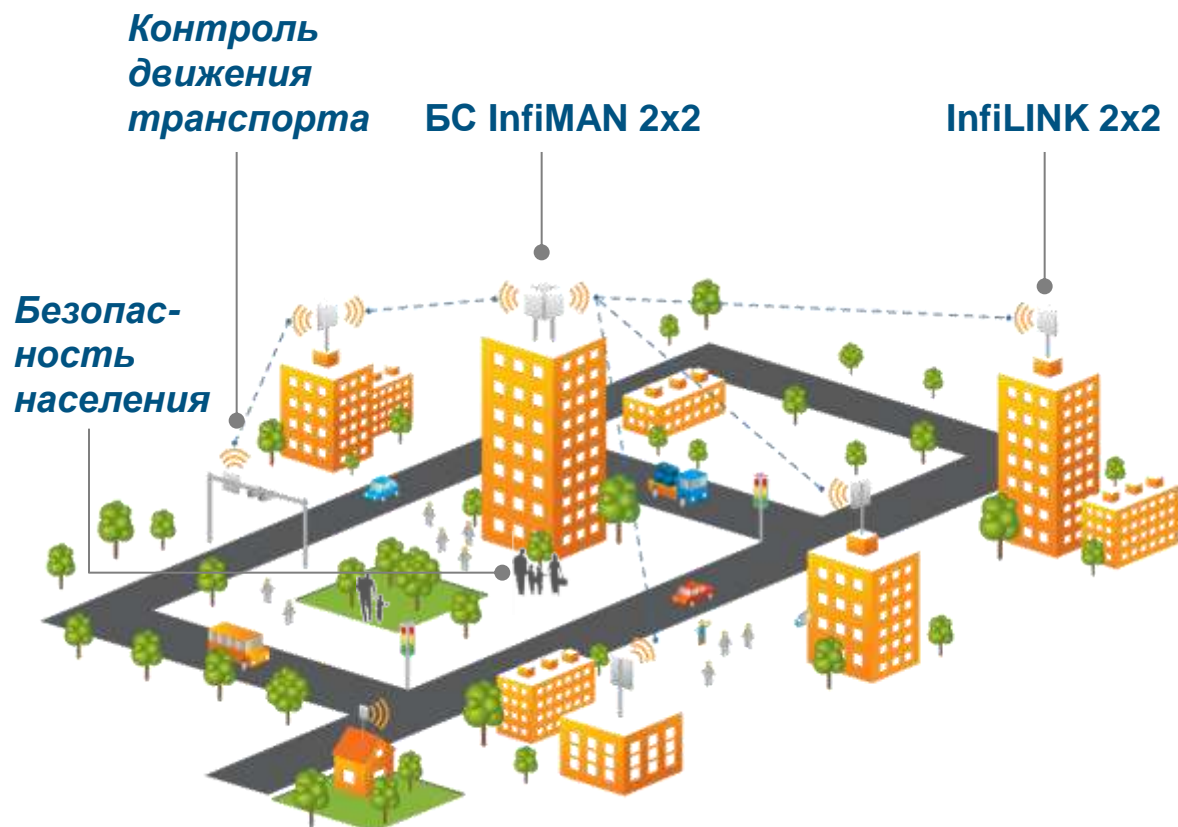 Контроль
движения
транспорта
БС InfiMAN 2x2
InfiLINK 2x2
Безопас-
ность
населения